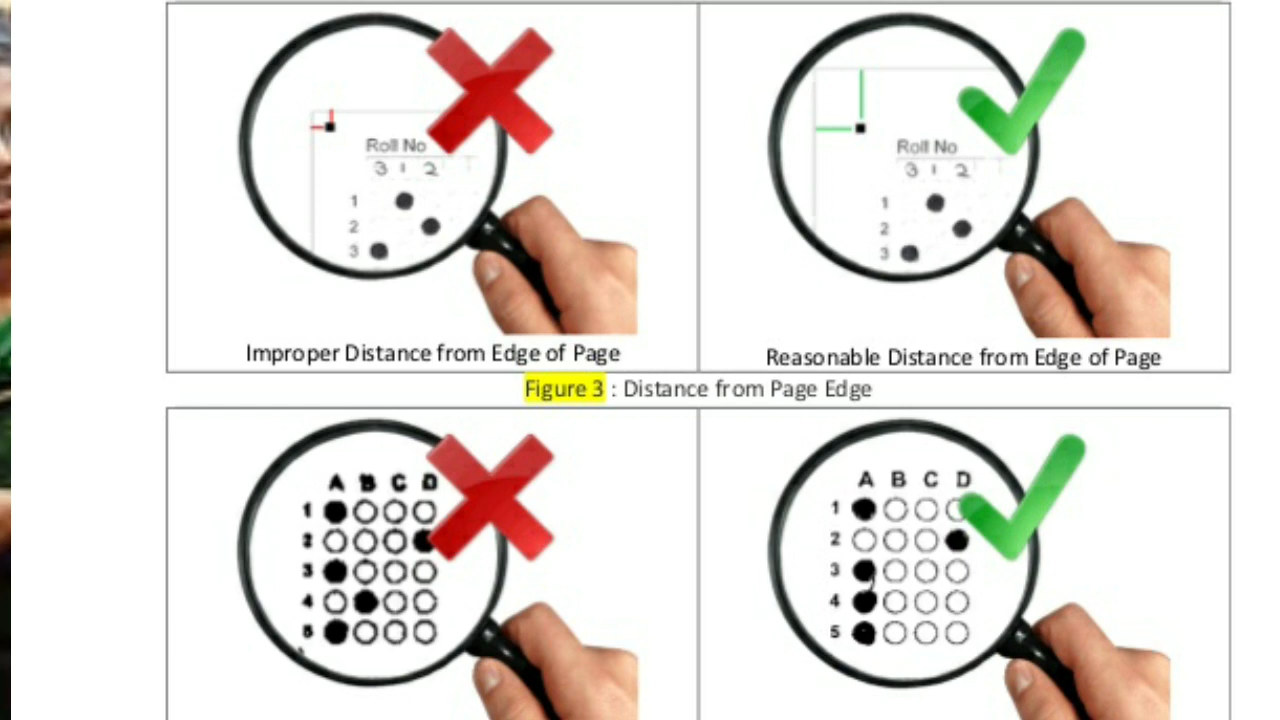 Roll No
3 1 2
1
2
3
Roll No
3 1 2
1
2
3
Improper Distance from Edge of Page
Reasonable Distance from Edge of Page
Figure 3 : Distance from Page Edge
A B C D
1
2
3
4
5
A B C D
1
2
3
4
5